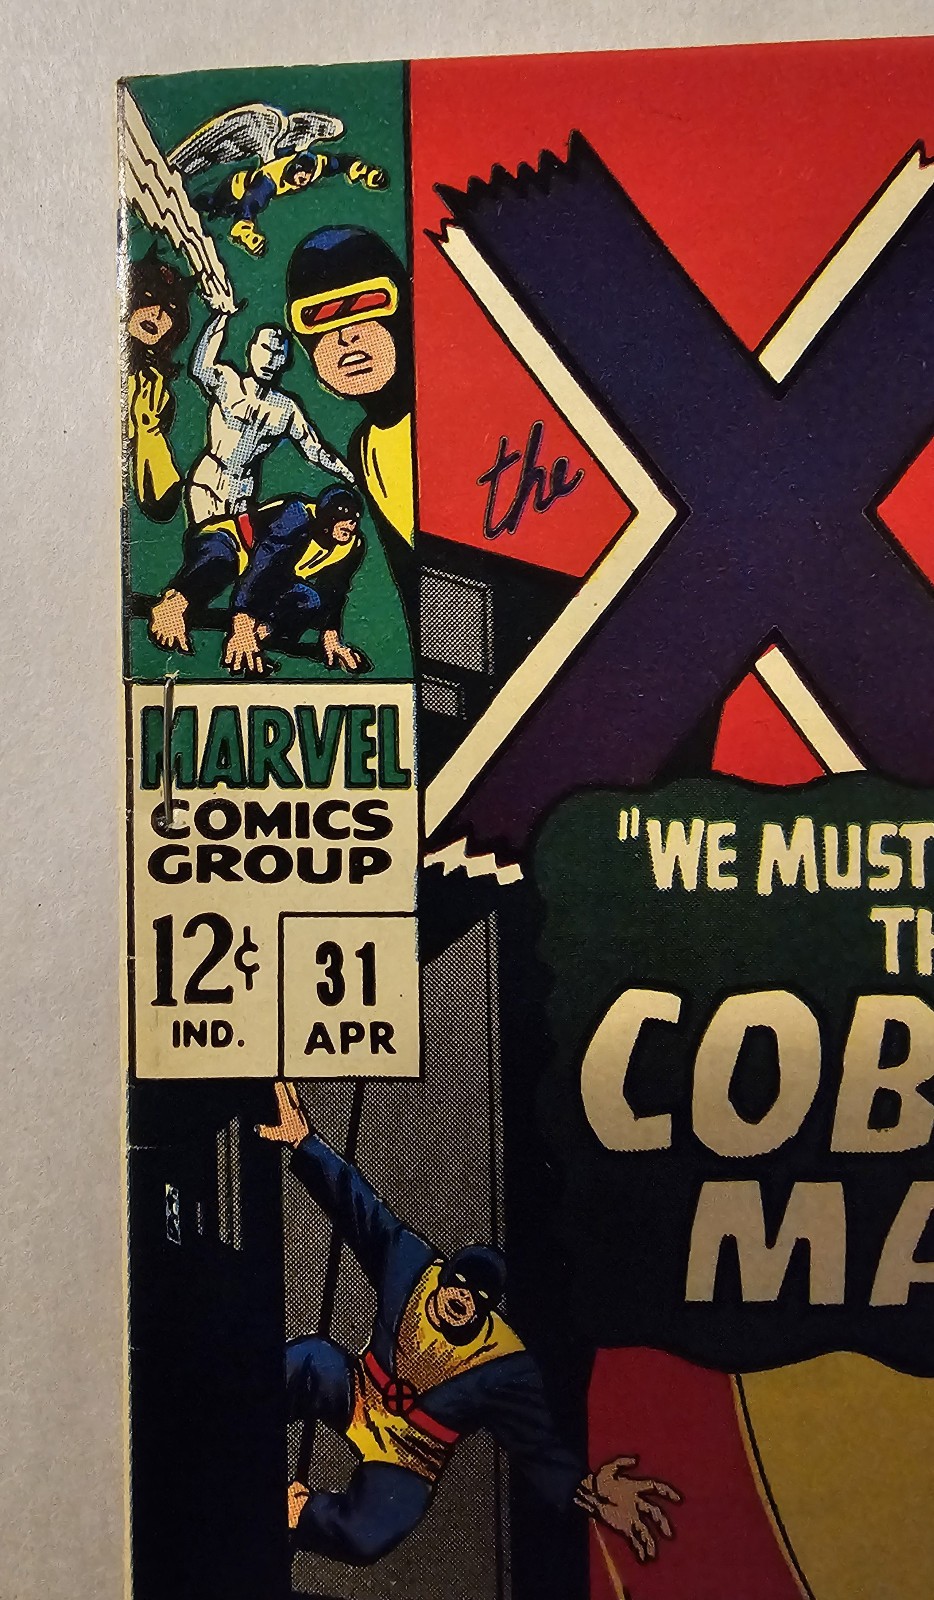 the X
MARVEL
COMICS
GROUP
12¢
IND.
31
APR
"WE MUST
TH
COB
MA